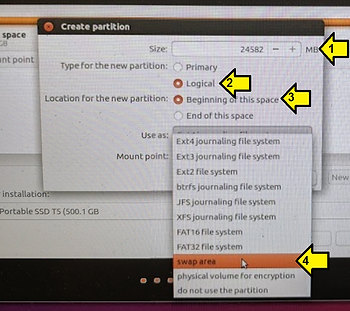 Create partition
space
GB
Size: 24582 − + MB
1
Type for the new partition: Primary
Logical
2
unt point
Location for the new partition: Beginning of this space
3
End of this space
Use as:
Ext4 journaling file system
Mount point:
Ext3 journaling file system
Ext2 file system
btrfs journaling file system
New
JFS journaling file system
installation:
XFS journaling file system
Portable SSD T5 (500.1 GB
FAT16 file system
FAT32 file system
swap area
4
physical volume for encryption
do not use the partition